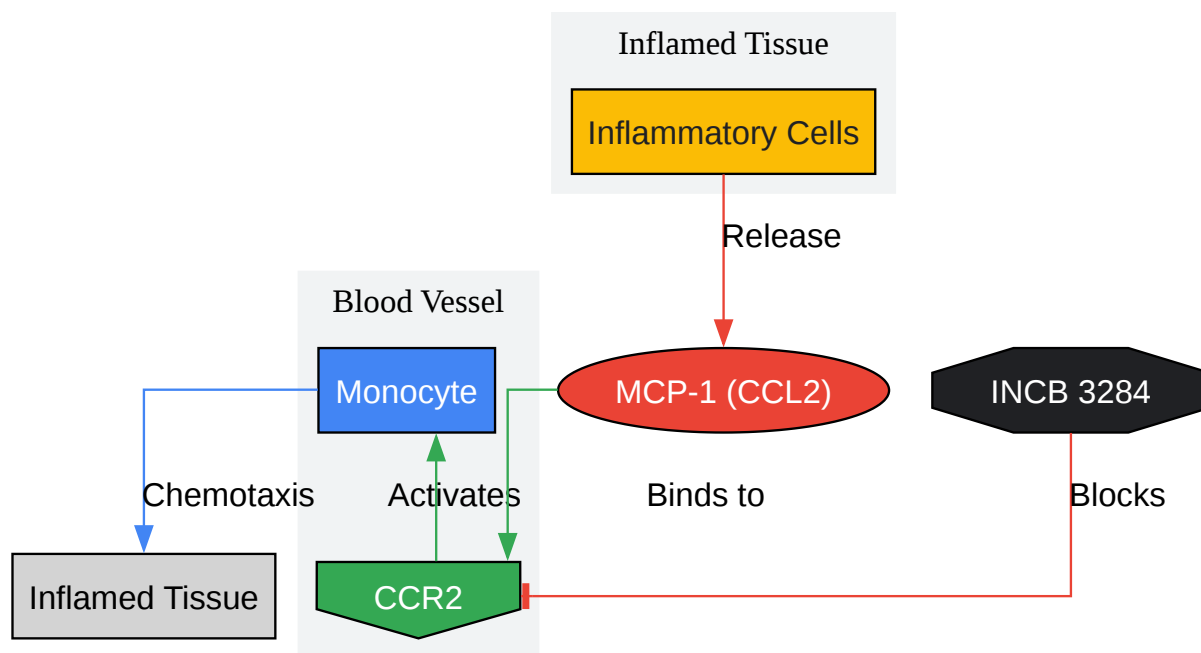 Inflamed Tissue
Inflammatory Cells
Release
Blood Vessel
Monocyte
MCP-1 (CCL2)
INCB 3284
Chemotaxis
Activates
Binds to
Blocks
Inflamed Tissue
CCR2